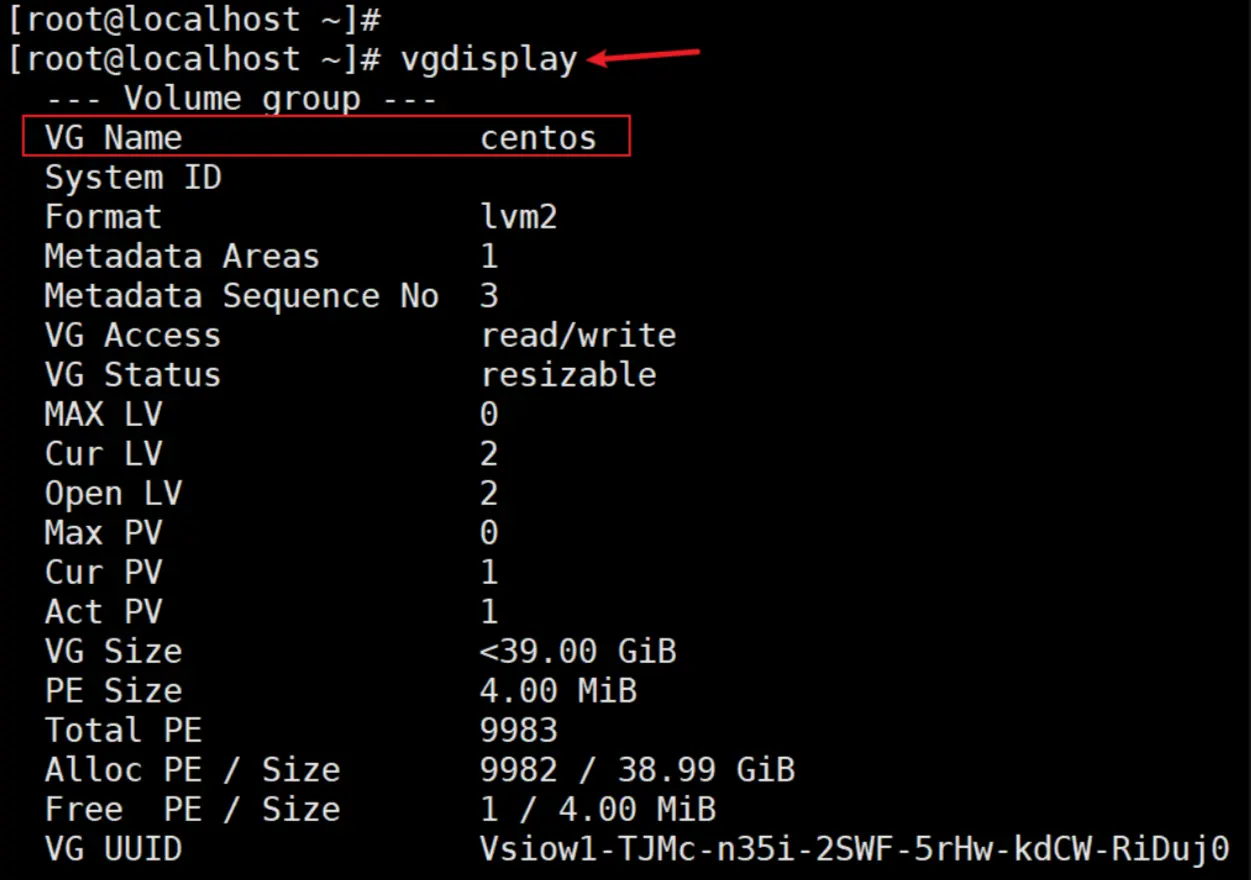 [root@localhost ~]#
[root@localhost ~]# vgdisplay
  --- Volume group ---
  VG Name               centos
  System ID
  Format                lvm2
  Metadata Areas        1
  Metadata Sequence No  3
  VG Access             read/write
  VG Status             resizable
  MAX LV                0
  Cur LV                2
  Open LV               2
  Max PV                0
  Cur PV                1
  Act PV                1
  VG Size               <39.00 GiB
  PE Size               4.00 MiB
  Total PE              9983
  Alloc PE / Size       9982 / 38.99 GiB
  Free  PE / Size       1 / 4.00 MiB
  VG UUID               Vsiow1-TJMc-n35i-2SWF-5rHw-kdCW-RiDuj0